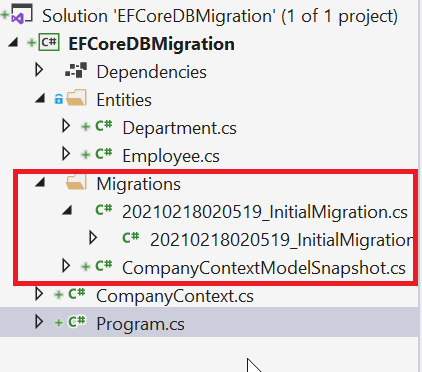 Solution 'EFCoreDBMigration' (1 of 1 project)
C# EFCoreDBMigration
Dependencies
Entities
C# Department.cs
C# Employee.cs
Migrations
C# 20210218020519_InitialMigration.cs
C# 20210218020519_InitialMigration
C# CompanyContextModelSnapshot.cs
C# CompanyContext.cs
C# Program.cs